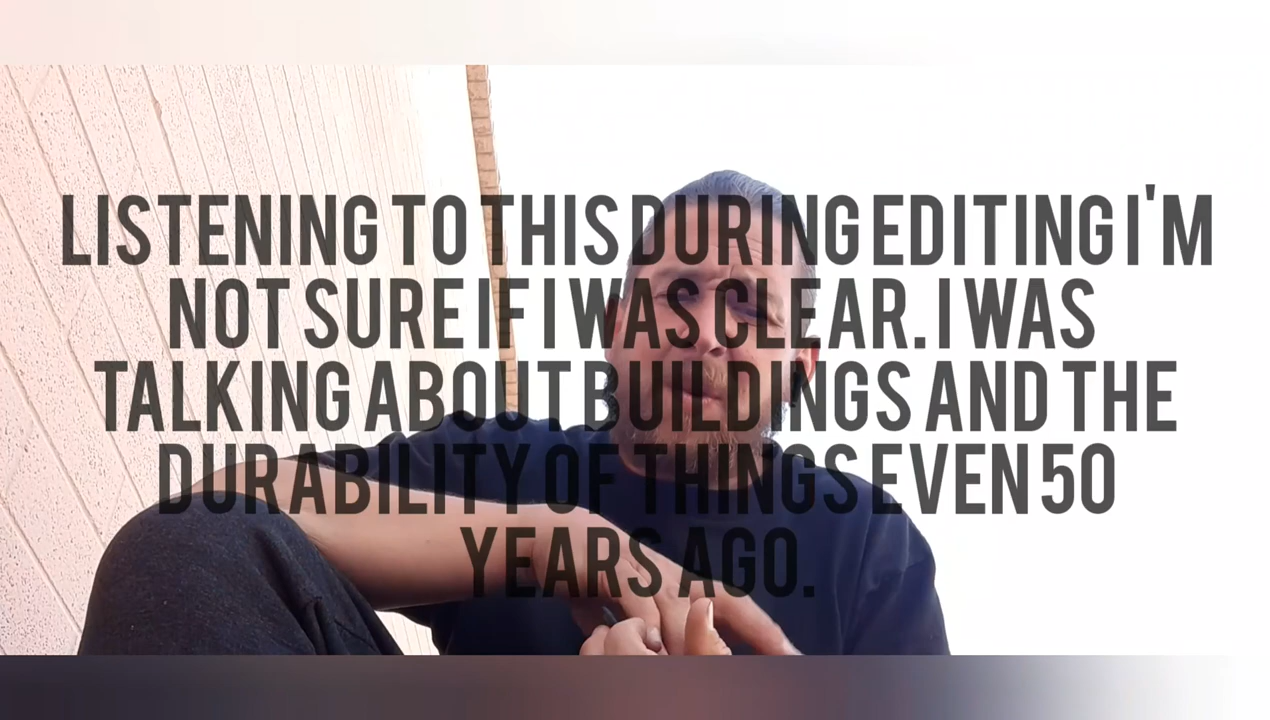 LISTENING TO THIS DURING EDITING I'M
NOT SURE IF I WAS CLEAR. I WAS
TALKING ABOUT BUILDINGS AND THE
DURABILITY OF THINGS EVEN 50
YEARS AGO.